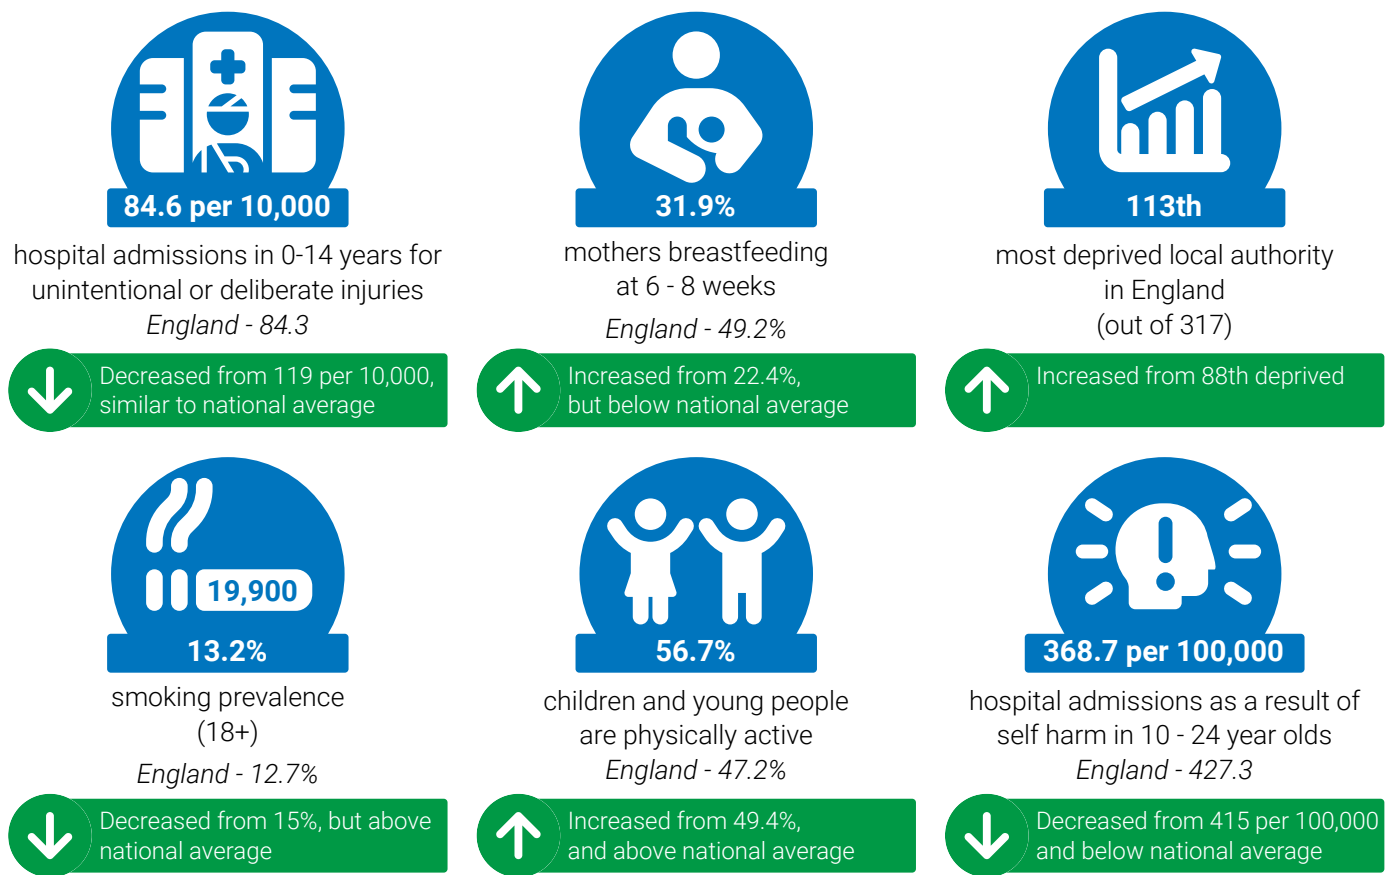 84.6 per 10,000
hospital admissions in 0-14 years for
unintentional or deliberate injuries
England - 84.3
Decreased from 119 per 10,000,
similar to national average
31.9%
mothers breastfeeding
at 6 - 8 weeks
England - 49.2%
Increased from 22.4%,
but below national average
113th
most deprived local authority
in England
(out of 317)
Increased from 88th deprived
19,900
13.2%
smoking prevalence
(18+)
England - 12.7%
Decreased from 15%, but above
national average
56.7%
children and young people
are physically active
England - 47.2%
Increased from 49.4%,
and above national average
368.7 per 100,000
hospital admissions as a result of
self harm in 10 - 24 year olds
England - 427.3
Decreased from 415 per 100,000
and below national average